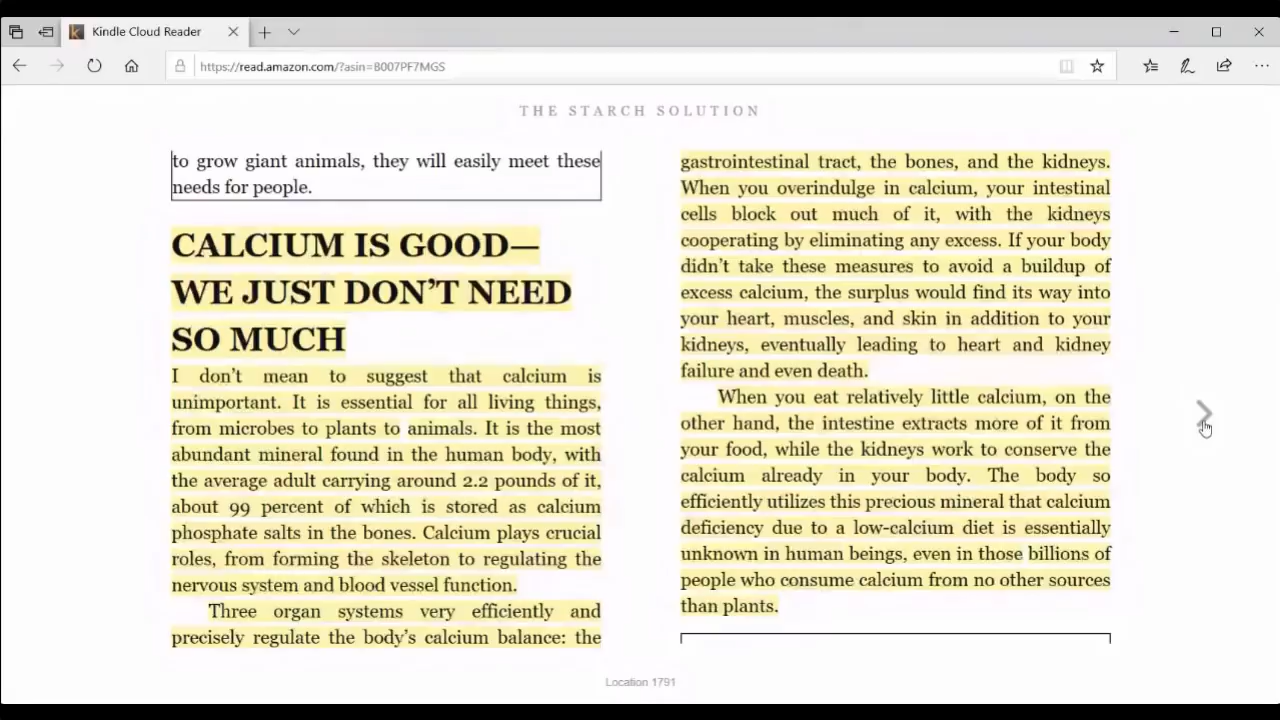 Kindle Cloud Reader
https://read.amazon.com/?asin=B007PF7MGS
THE STARCH SOLUTION
to grow giant animals, they will easily meet these
needs for people.
CALCIUM IS GOOD—
WE JUST DON'T NEED
SO MUCH
I don't mean to suggest that calcium is
unimportant. It is essential for all living things,
from microbes to plants to animals. It is the most
abundant mineral found in the human body, with
the average adult carrying around 2.2 pounds of it,
about 99 percent of which is stored as calcium
phosphate salts in the bones. Calcium plays crucial
roles, from forming the skeleton to regulating the
nervous system and blood vessel function.
Three organ systems very efficiently and
precisely regulate the body's calcium balance: the
gastrointestinal tract, the bones, and the kidneys.
When you overindulge in calcium, your intestinal
cells block out much of it, with the kidneys
cooperating by eliminating any excess. If your body
didn't take these measures to avoid a buildup of
excess calcium, the surplus would find its way into
your heart, muscles, and skin in addition to your
kidneys, eventually leading to heart and kidney
failure and even death.
When you eat relatively little calcium, on the
other hand, the intestine extracts more of it from
your food, while the kidneys work to conserve the
calcium already in your body. The body so
efficiently utilizes this precious mineral that calcium
deficiency due to a low-calcium diet is essentially
unknown in human beings, even in those billions of
people who consume calcium from no other sources
than plants.
Location 1791